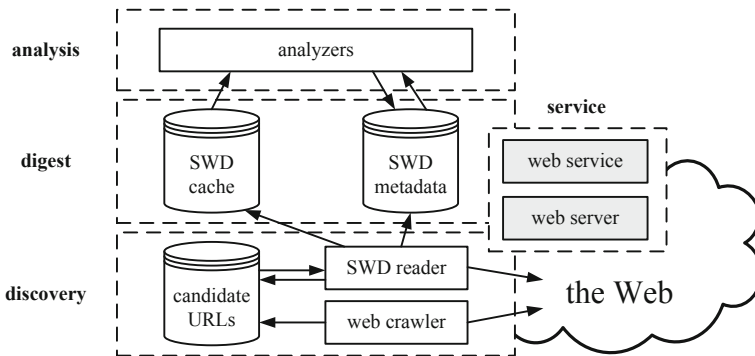 analysis
analyzers
service
digest
SWD
cache
SWD
metadata
web service
web server
discovery
candidate
URLs
SWD reader
web crawler
the Web